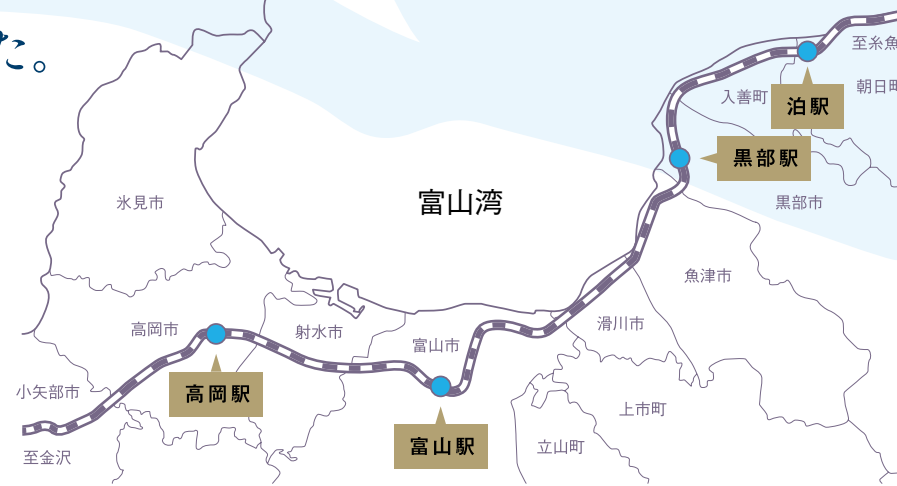 た。
至糸魚
朝日町
入善町
泊駅
黒部駅
黒部市
氷見市
富山湾
魚津市
高岡市
射水市
滑川市
富山市
高岡駅
小矢部市
上市町
富山駅
立山町
至金沢